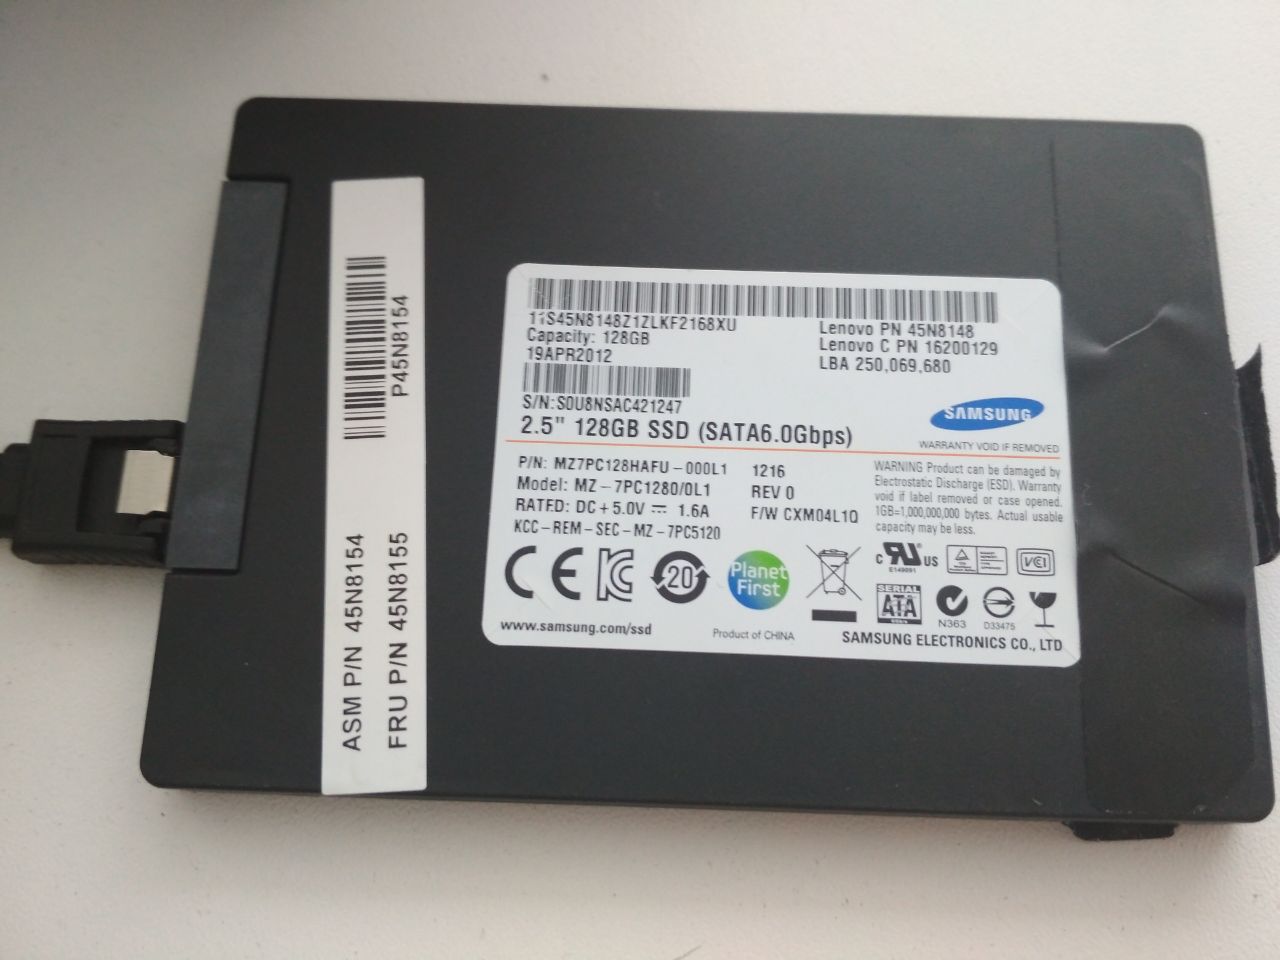 P45N8154
ASM P/N 45N8154
FRU P/N 45N8155
11S45N8148Z1ZLKF2168XU
Capacity: 128GB
19APR2012
Lenovo PN 45N8148
Lenovo C PN 16200129
LBA 250,069,680
S/N:S0U8NSAC421247
2.5" 128GB SSD (SATA6.0Gbps)
SAMSUNG
WARRANTY VOID IF REMOVED
P/N: MZ7PC128HAFU-000L1
Model: MZ-7PC1280/0L1
RATED: DC+5.0V 1.6A
KCC-REM-SEC-MZ-7PC5120
1216
REV 0
F/W CXM04L1Q
WARNING Product can be damaged by
Electrostatic Discharge (ESD). Warranty
void if label removed or case opened.
1GB=1,000,000,000 bytes. Actual usable
capacity may be less.
CE
20
Planet
First
c RU US
E149091
VCI
SERIAL
ATA
N363
D33475
www.samsung.com/ssd
Product of CHINA
SAMSUNG ELECTRONICS CO., LTD